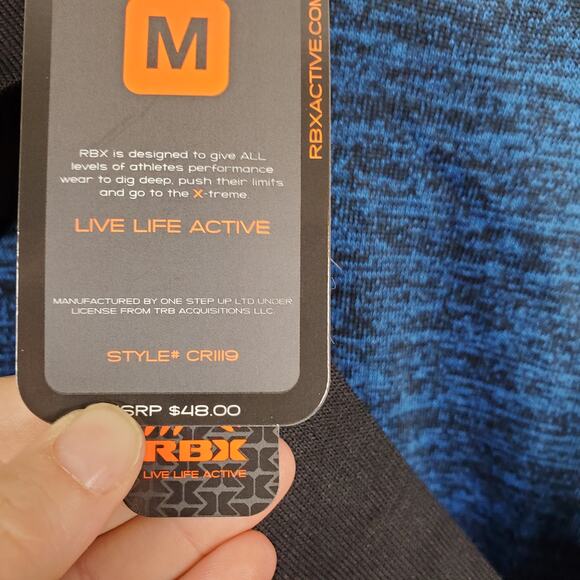 M
RBXACTIVE.COM
RBX is designed to give ALL
levels of athletes performance
wear to dig deep, push their limits
and go to the X-treme.
LIVE LIFE ACTIVE
MANUFACTURED BY ONE STEP UP LTD UNDER
LICENSE FROM TRB ACQUISITIONS LLC.
STYLE# CR1119
$48.00
RBX
LIVE LIFE ACTIVE